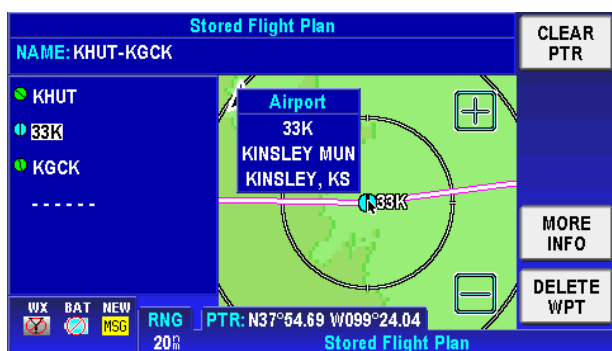 Stored Flight Plan
NAME: KHUT-KGCK
CLEAR
PTR
KHUT
33K
KGCK
------
Airport
33K
KINSLEY MUN
KINSLEY, KS
33K
MORE
INFO
DELETE
WPT
WX BAT NEW
MSG
RNG
20
PTR: N37°54.69 W099°24.04
Stored Flight Plan